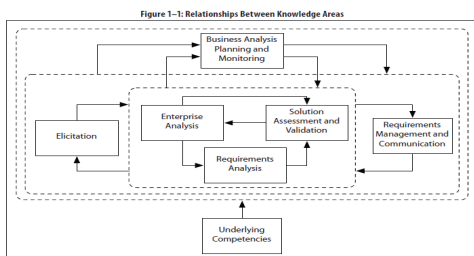 Figure 1–1: Relationships Between Knowledge Areas
Business Analysis
Planning and
Monitoring
Enterprise
Analysis
Solution
Assessment and
Validation
Elicitation
Requirements
Management and
Communication
Requirements
Analysis
Underlying
Competencies